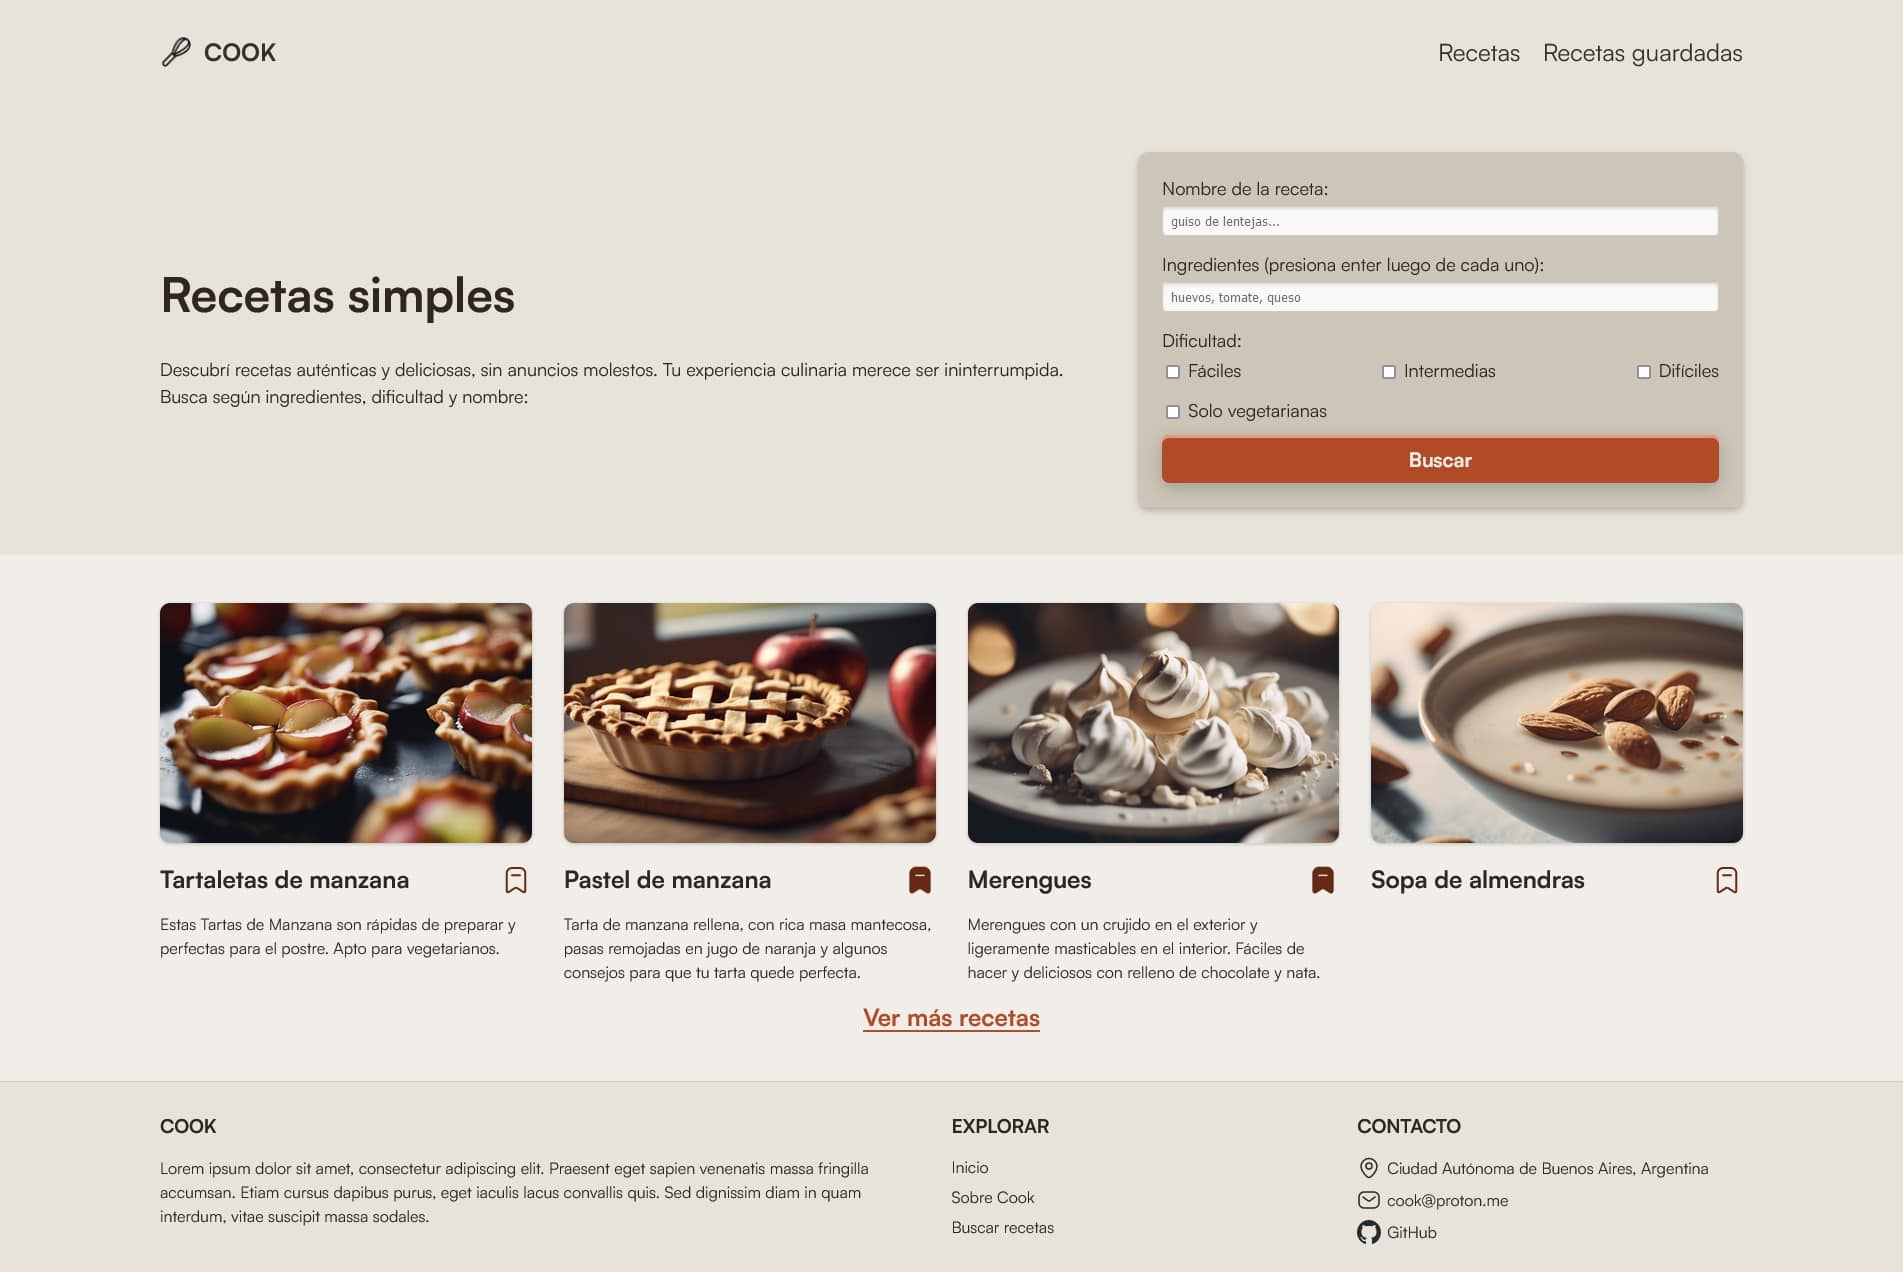 COOK
Recetas
Recetas guardadas
Recetas simples
Descubrí recetas auténticas y deliciosas, sin anuncios molestos. Tu experiencia culinaria merece ser ininterrumpida.
Busca según ingredientes, dificultad y nombre:
Nombre de la receta:
guiso de lentejas...
Ingredientes (presiona enter luego de cada uno):
huevos, tomate, queso
Dificultad:
Fáciles
Intermedias
Difíciles
Solo vegetarianas
Buscar
Tartaletas de manzana
Estas Tartas de Manzana son rápidas de preparar y
perfectas para el postre. Apto para vegetarianos.
Pastel de manzana
Tarta de manzana rellena, con rica masa mantecosa,
pasas remojadas en jugo de naranja y algunos
consejos para que tu tarta quede perfecta.
Merengues
Merengues con un crujido en el exterior y
ligeramente masticables en el interior. Fáciles de
hacer y deliciosos con relleno de chocolate y nata.
Sopa de almendras
Ver más recetas
COOK
Lorem ipsum dolor sit amet, consectetur adipiscing elit. Praesent eget sapien venenatis massa fringilla
accumsan. Etiam cursus dapibus purus, eget iaculis lacus convallis quis. Sed dignissim diam in quam
interdum, vitae suscipit massa sodales.
EXPLORAR
Inicio
Sobre Cook
Buscar recetas
CONTACTO
Ciudad Autónoma de Buenos Aires, Argentina
cook@proton.me
GitHub